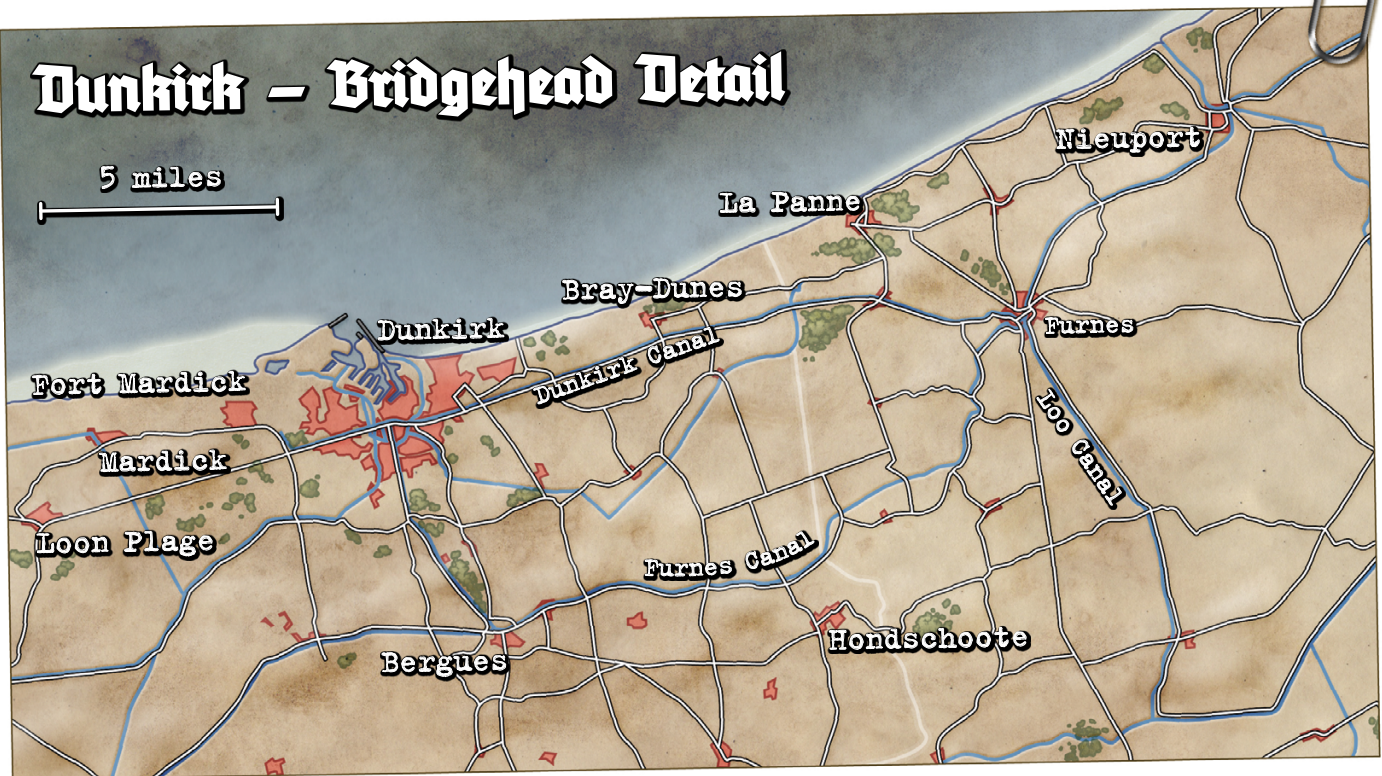 Dunkirk – Bridgehead Detail
5 miles
Nieuport
La Panne
Bray-Dunes
Dunkirk
Furnes
Dunkirk Canal
Fort Mardick
Loo Canal
Mardick
Loon Plage
Furnes Canal
Hondschoote
Bergues